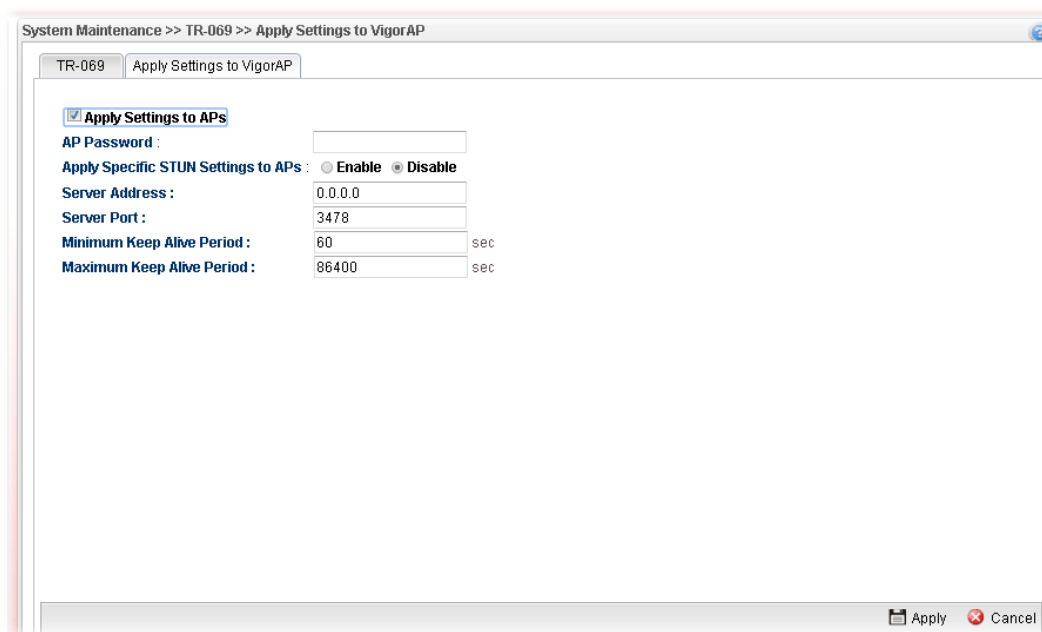 System Maintenance >> TR-069 >> Apply Settings to VigorAP
TR-069 Apply Settings to VigorAP
Apply Settings to APs
AP Password :
Apply Specific STUN Settings to APs : Enable Disable
Server Address : 0.0.0.0
Server Port : 3478
Minimum Keep Alive Period : 60 sec
Maximum Keep Alive Period : 86400 sec
Apply Cancel